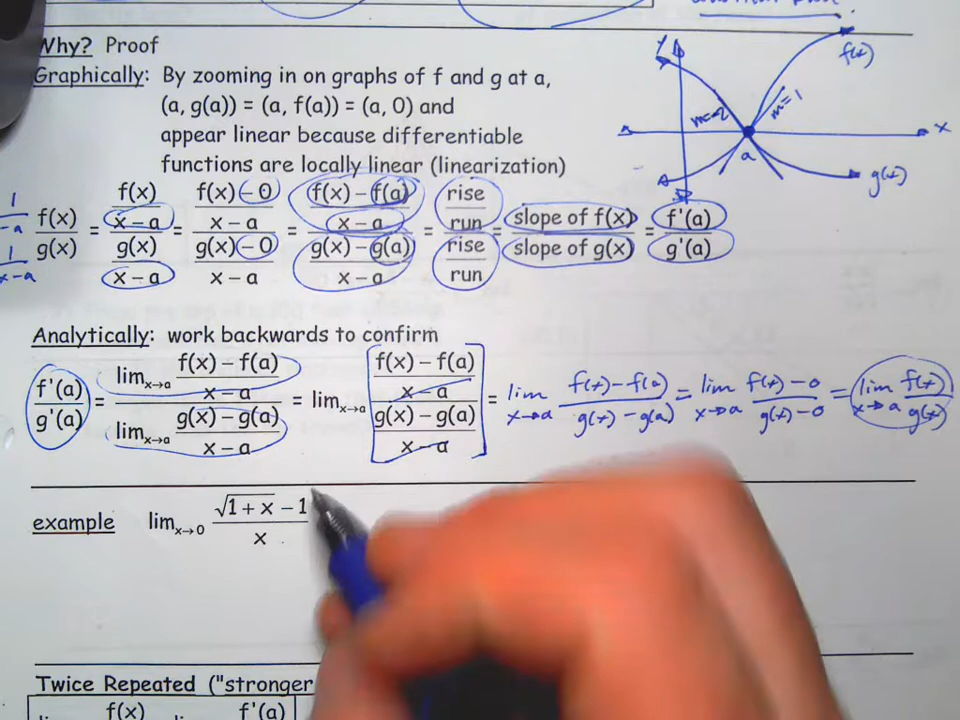 Why? Proof
Graphically: By zooming in on graphs of f and g at a,
(a, g(a)) = (a, f(a)) = (a, 0) and
appear linear because differentiable
functions are locally linear (linearization)
y
f(x)
m=-2
m=1
x
a
g(x)
f(x)/g(x) = (f(x)/(x-a))/(g(x)/(x-a)) = ((f(x)-0)/(x-a))/((g(x)-0)/(x-a)) = ((f(x)-f(a))/(x-a))/((g(x)-g(a))/(x-a)) = (rise/run)/(rise/run) = slope of f(x)/slope of g(x) = f'(a)/g'(a)
Analytically: work backwards to confirm
f'(a)/g'(a) = (lim x→a (f(x)-f(a))/(x-a))/(lim x→a (g(x)-g(a))/(x-a)) = lim x→a ((f(x)-f(a))/(x-a))/((g(x)-g(a))/(x-a)) = lim x→a (f(x)-f(a))/(g(x)-g(a)) = lim x→a (f(x)-0)/(g(x)-0) = lim x→a f(x)/g(x)
example lim x→0 (√(1+x) - 1)/x
Twice Repeated ("stronger
f(x) f'(a)